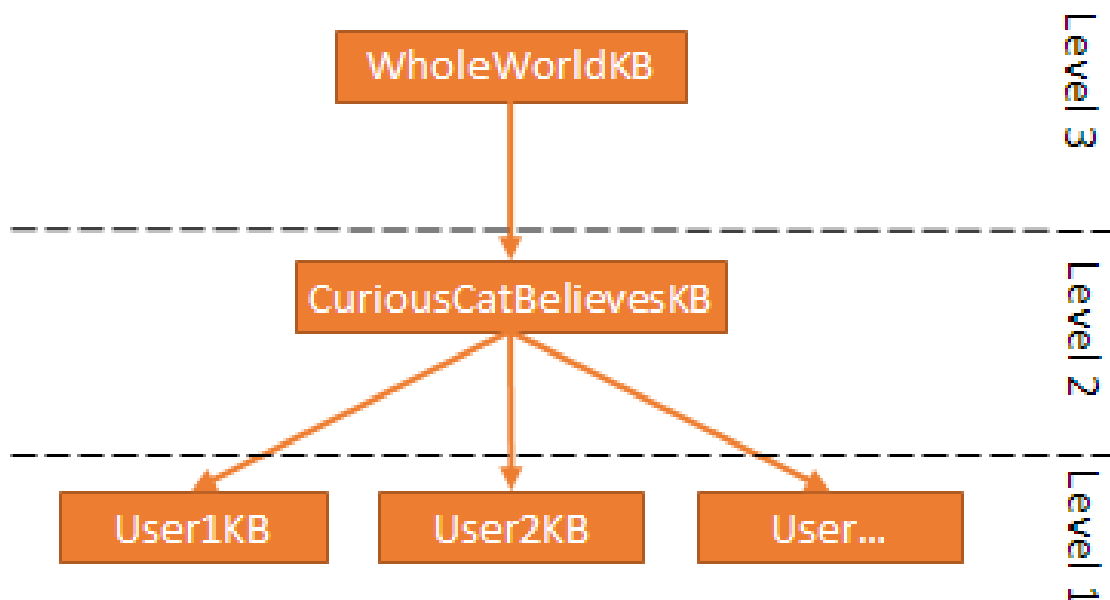 WholeWorldKB
Level 3
CuriousCatBelievesKB
Level 2
User1KB
User2KB
User...
Level 1